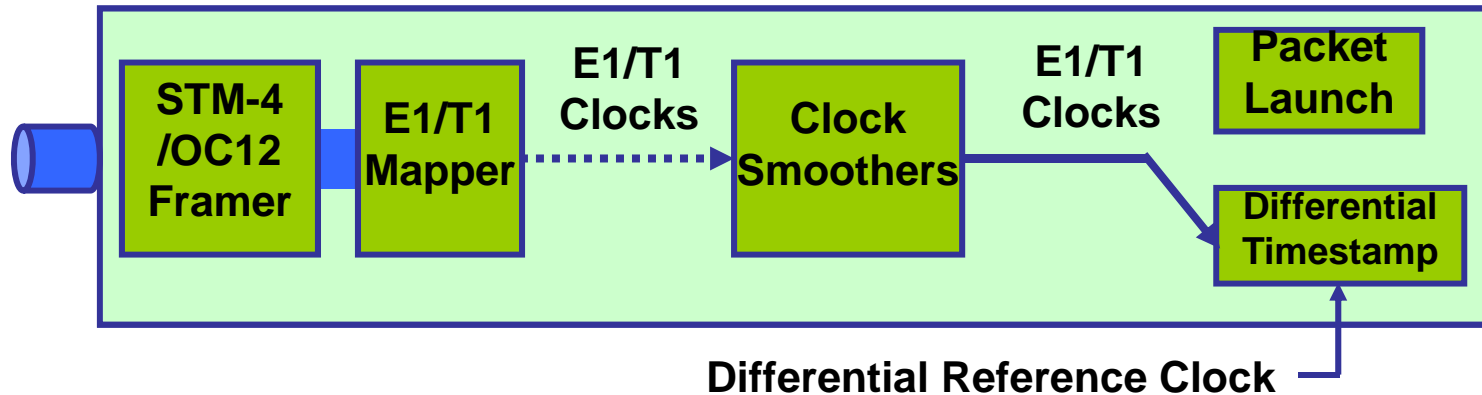 STM-4
/OC12
Framer
E1/T1
Mapper
E1/T1
Clocks
Clock
Smoothers
E1/T1
Clocks
Packet
Launch
Differential
Timestamp
Differential Reference Clock